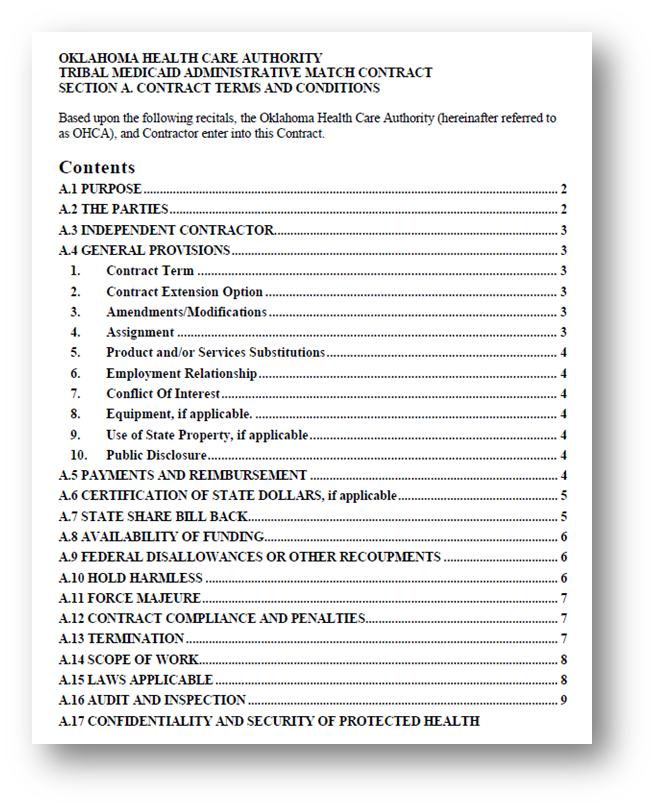 OKLAHOMA HEALTH CARE AUTHORITY
TRIBAL MEDICAID ADMINISTRATIVE MATCH CONTRACT
SECTION A. CONTRACT TERMS AND CONDITIONS
Based upon the following recitals, the Oklahoma Health Care Authority (hereinafter referred to
as OHCA), and Contractor enter into this Contract.
Contents
A.1 PURPOSE ........ 2
A.2 THE PARTIES ........ 2
A.3 INDEPENDENT CONTRACTOR ........ 3
A.4 GENERAL PROVISIONS ........ 3
1. Contract Term ........ 3
2. Contract Extension Option ........ 3
3. Amendments/Modifications ........ 3
4. Assignment ........ 3
5. Product and/or Services Substitutions ........ 4
6. Employment Relationship ........ 4
7. Conflict Of Interest ........ 4
8. Equipment, if applicable. ........ 4
9. Use of State Property, if applicable ........ 4
10. Public Disclosure ........ 4
A.5 PAYMENTS AND REIMBURSEMENT ........ 4
A.6 CERTIFICATION OF STATE DOLLARS, if applicable ........ 5
A.7 STATE SHARE BILL BACK ........ 5
A.8 AVAILABILITY OF FUNDING ........ 6
A.9 FEDERAL DISALLOWANCES OR OTHER RECOUPMENTS ........ 6
A.10 HOLD HARMLESS ........ 6
A.11 FORCE MAJEURE ........ 7
A.12 CONTRACT COMPLIANCE AND PENALTIES ........ 7
A.13 TERMINATION ........ 7
A.14 SCOPE OF WORK ........ 8
A.15 LAWS APPLICABLE ........ 8
A.16 AUDIT AND INSPECTION ........ 9
A.17 CONFIDENTIALITY AND SECURITY OF PROTECTED HEALTH